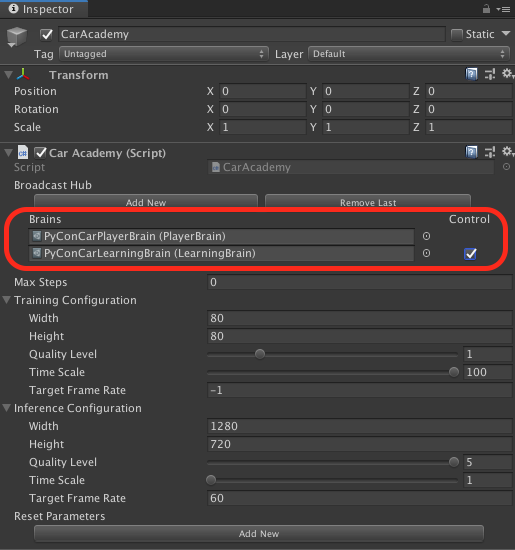 Inspector
CarAcademy
Static
Tag Untagged Layer Default
Transform
Position X 0 Y 0 Z 0
Rotation X 0 Y 0 Z 0
Scale X 1 Y 1 Z 1
Car Academy (Script)
Script CarAcademy
Broadcast Hub
Add New Remove Last
Brains Control
PyConCarPlayerBrain (PlayerBrain)
PyConCarLearningBrain (LearningBrain)
Max Steps 0
Training Configuration
Width 80
Height 80
Quality Level 1
Time Scale 100
Target Frame Rate -1
Inference Configuration
Width 1280
Height 720
Quality Level 5
Time Scale 1
Target Frame Rate 60
Reset Parameters
Add New